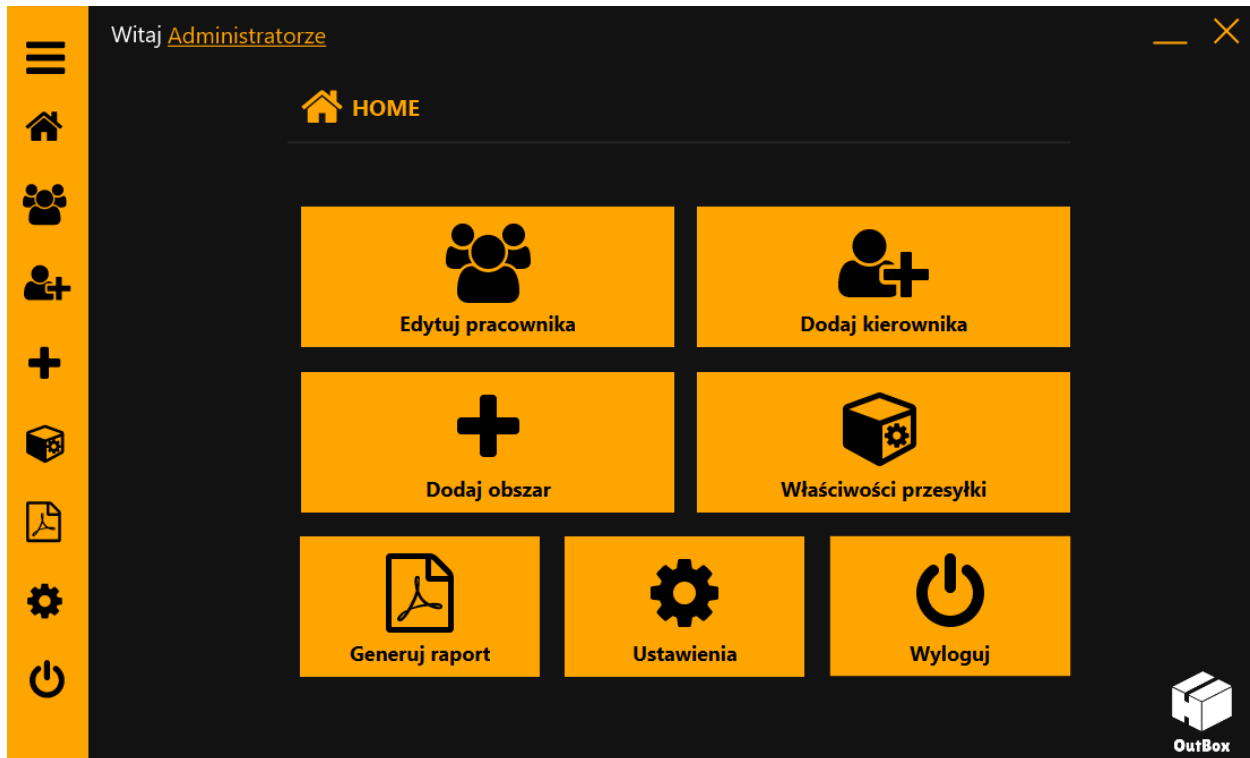 Witaj Administratorze
HOME
Edytuj pracownika
Dodaj kierownika
Dodaj obszar
Właściwości przesyłki
Generuj raport
Ustawienia
Wyloguj
OutBox